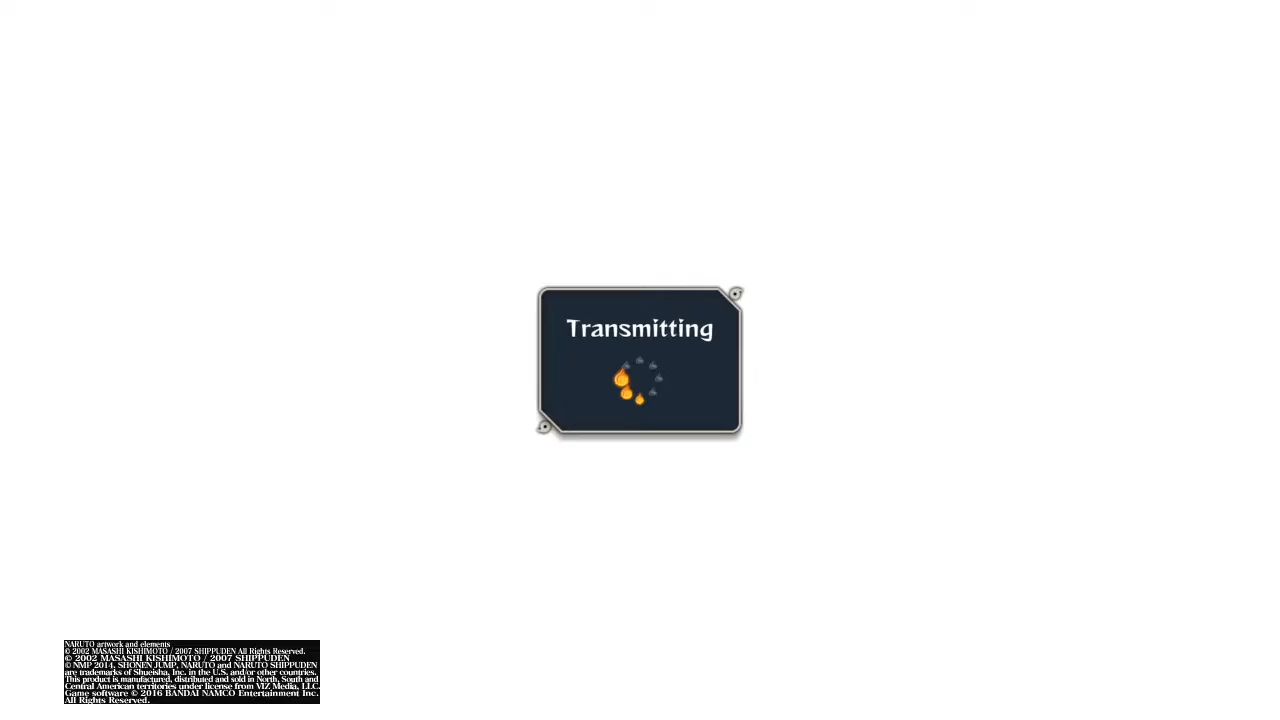 Transmitting
NARUTO artwork and elements
© 2002 MASASHI KISHIMOTO / 2007 SHIPPUDEN All Rights Reserved.
© 2002 MASASHI KISHIMOTO / 2007 SHIPPUDEN
© NMP 2014, SHONEN JUMP, NARUTO and NARUTO SHIPPUDEN
are trademarks of Shueisha, Inc. in the U.S. and/or other countries.
This product is manufactured, distributed and sold in North, South and
Central American territories under license from VIZ Media, LLC.
Game software © 2016 BANDAI NAMCO Entertainment Inc.
All Rights Reserved.